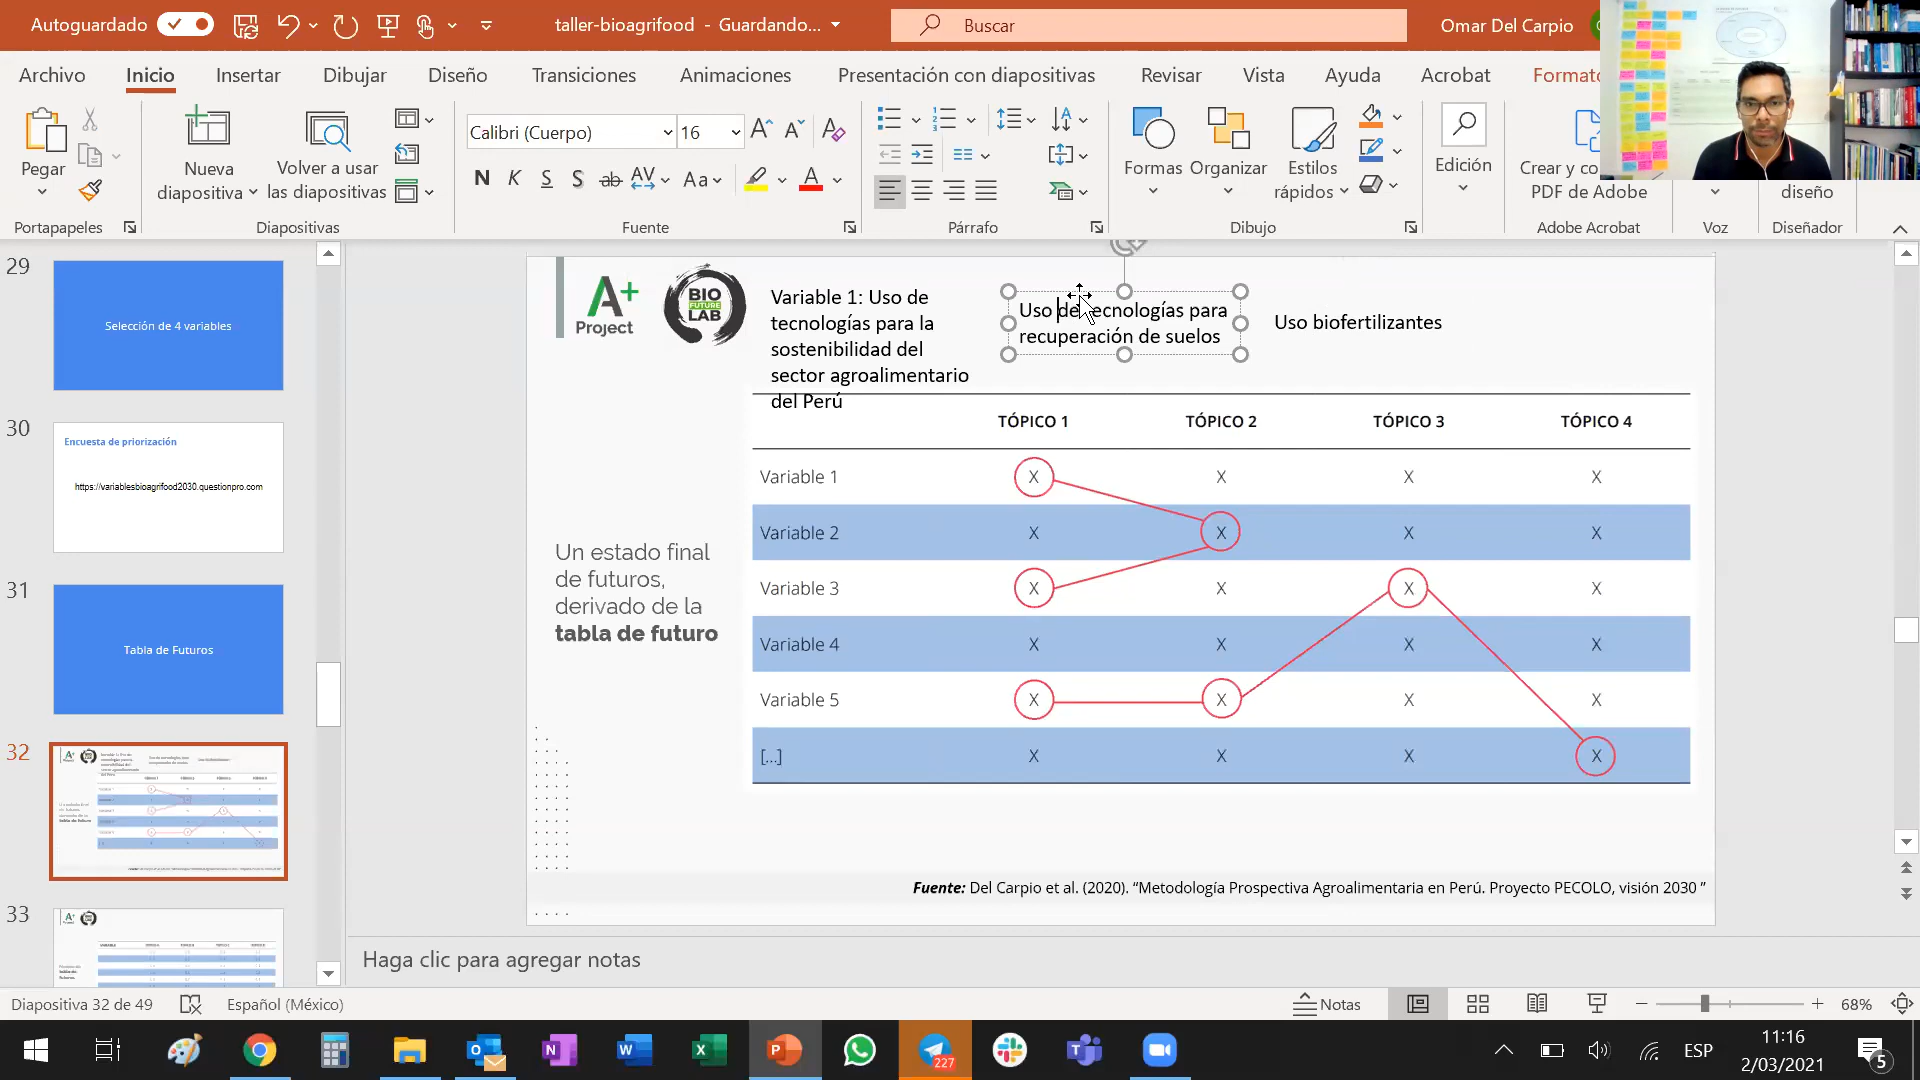 Autoguardado
taller-bioagrifood - Guardando...
Buscar
Omar Del Carpio
Archivo
Inicio
Insertar
Dibujar
Diseño
Transiciones
Animaciones
Presentación con diapositivas
Revisar
Vista
Ayuda
Acrobat
Formato
Pegar
Nueva
diapositiva
Volver a usar
las diapositivas
Calibri (Cuerpo)
16
N K S S ab AV Aa A
Formas
Organizar
Estilos
rápidos
Edición
Crear y co
PDF de Adobe
diseño
Portapapeles
Diapositivas
Fuente
Párrafo
Dibujo
Adobe Acrobat
Voz
Diseñador
29
Selección de 4 variables
30
Encuesta de priorización
https://variablesbioagrifood2030.questionpro.com
31
Tabla de Futuros
32
33
A+
Project
BIO
FUTURE
LAB
Variable 1: Uso de
tecnologías para la
sostenibilidad del
sector agroalimentario
del Perú
Uso de tecnologías para
recuperación de suelos
Uso biofertilizantes
TÓPICO 1 TÓPICO 2 TÓPICO 3 TÓPICO 4
Variable 1 X X X X
Variable 2 X X X X
Variable 3 X X X X
Variable 4 X X X X
Variable 5 X X X X
[...] X X X X
Un estado final
de futuros,
derivado de la
tabla de futuro
Fuente: Del Carpio et al. (2020). “Metodología Prospectiva Agroalimentaria en Perú. Proyecto PECOLO, visión 2030 ”
Haga clic para agregar notas
Diapositiva 32 de 49
Español (México)
Notas
68%
227
ESP
11:16
2/03/2021
5